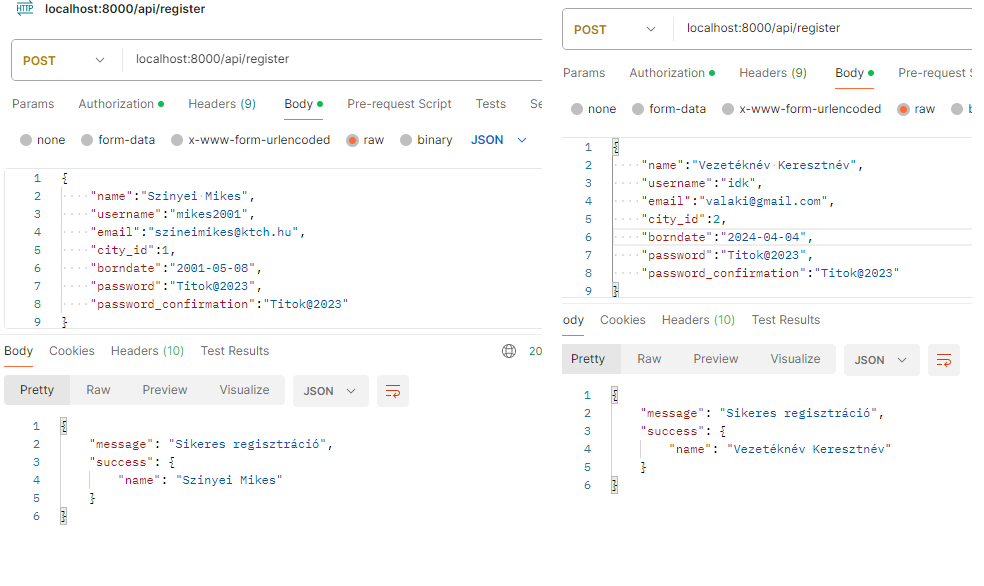 HTTP localhost:8000/api/register
POST localhost:8000/api/register
Params Authorization Headers (9) Body Pre-request Script Tests Se
none form-data x-www-form-urlencoded raw binary JSON
1 {
2 "name":"Szinyei Mikes",
3 "username":"mikes2001",
4 "email":"szineimikes@ktch.hu",
5 "city_id":1,
6 "borndate":"2001-05-08",
7 "password":"Titok@2023",
8 "password_confirmation":"Titok@2023"
9 }
Body Cookies Headers (10) Test Results 20
Pretty Raw Preview Visualize JSON
1 {
2 "message": "Sikeres regisztráció",
3 "success": {
4 "name": "Szinyei Mikes"
5 }
6 }
POST localhost:8000/api/register
Params Authorization Headers (9) Body Pre-request S
none form-data x-www-form-urlencoded raw b
1 {
2 "name":"Vezetéknév Keresztnév",
3 "username":"idk",
4 "email":"valaki@gmail.com",
5 "city_id":2,
6 "borndate":"2024-04-04",
7 "password":"Titok@2023",
8 "password_confirmation":"Titok@2023"
9 }
ody Cookies Headers (10) Test Results
Pretty Raw Preview Visualize JSON
1 {
2 "message": "Sikeres regisztráció",
3 "success": {
4 "name": "Vezetéknév Keresztnév"
5 }
6 }